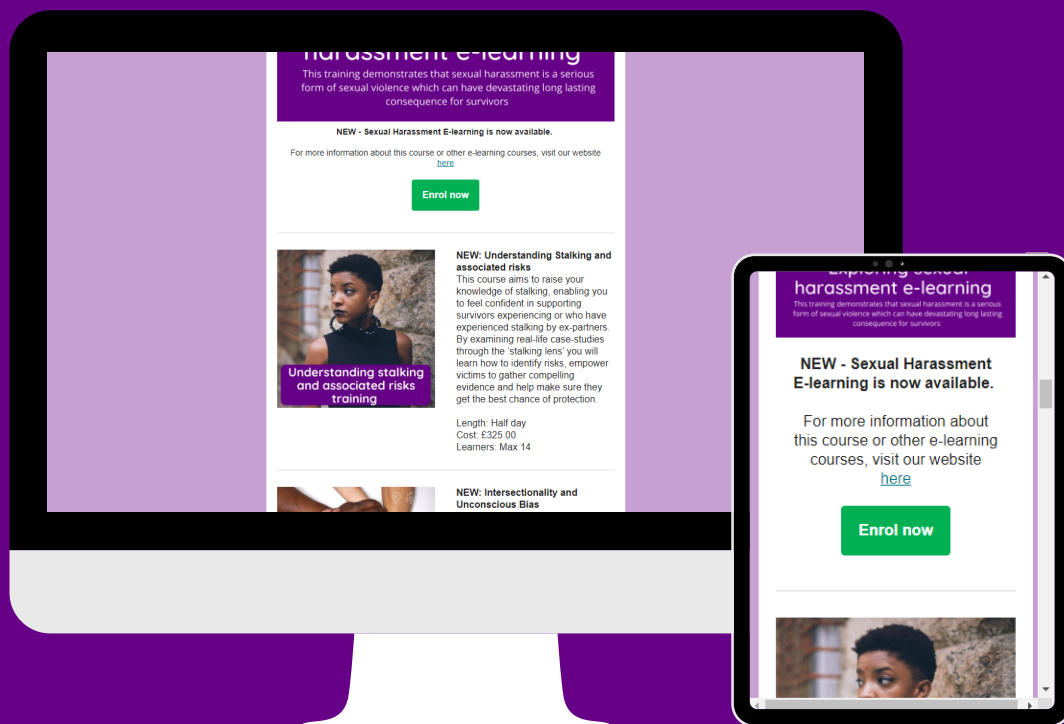 harassment e-learning
This training demonstrates that sexual harassment is a serious
form of sexual violence which can have devastating long lasting
consequence for survivors
NEW - Sexual Harassment E-learning is now available.
For more information about this course or other e-learning courses, visit our website
here
Enrol now
Understanding stalking
and associated risks
training
NEW: Understanding Stalking and
associated risks
This course aims to raise your
knowledge of stalking, enabling you
to feel confident in supporting
survivors experiencing or who have
experienced stalking by ex-partners.
By examining real-life case-studies
through the ‘stalking lens’ you will
learn how to identify risks, empower
victims to gather compelling
evidence and help make sure they
get the best chance of protection.
Length: Half day
Cost: £325.00
Learners: Max 14
NEW: Intersectionality and
Unconscious Bias
Exploring sexual
harassment e-learning
This training demonstrates that sexual harassment is a serious
form of sexual violence which can have devastating long lasting
consequence for survivors
NEW - Sexual Harassment
E-learning is now available.
For more information about
this course or other e-learning
courses, visit our website
here
Enrol now